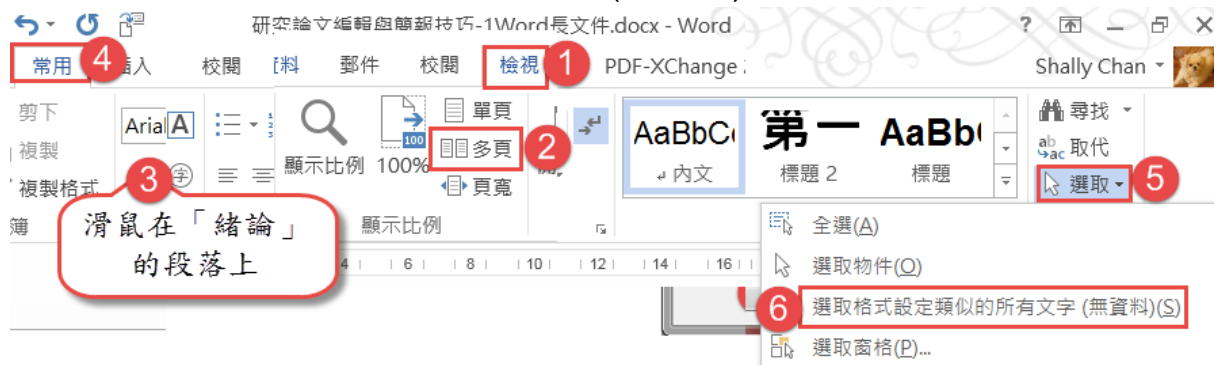 研究論文編輯與簡報技巧-1Word長文件.docx - Word
常用 4 插入 校閱 資料 郵件 校閱 檢視 1 PDF-XChange Shally Chan
剪下
複製
複製格式
簿
Arial A
字
3
滑鼠在「緒論」
的段落上
顯示比例 100% 100
單頁
多頁 2
頁寬
顯示比例
AaBbC 第一 AaBb
內文 標題 2 標題
尋找
取代
選取 5
全選(A)
選取物件(O)
6 選取格式設定類似的所有文字 (無資料)(S)
選取窗格(P)...
4 6 8 10 12 14 16